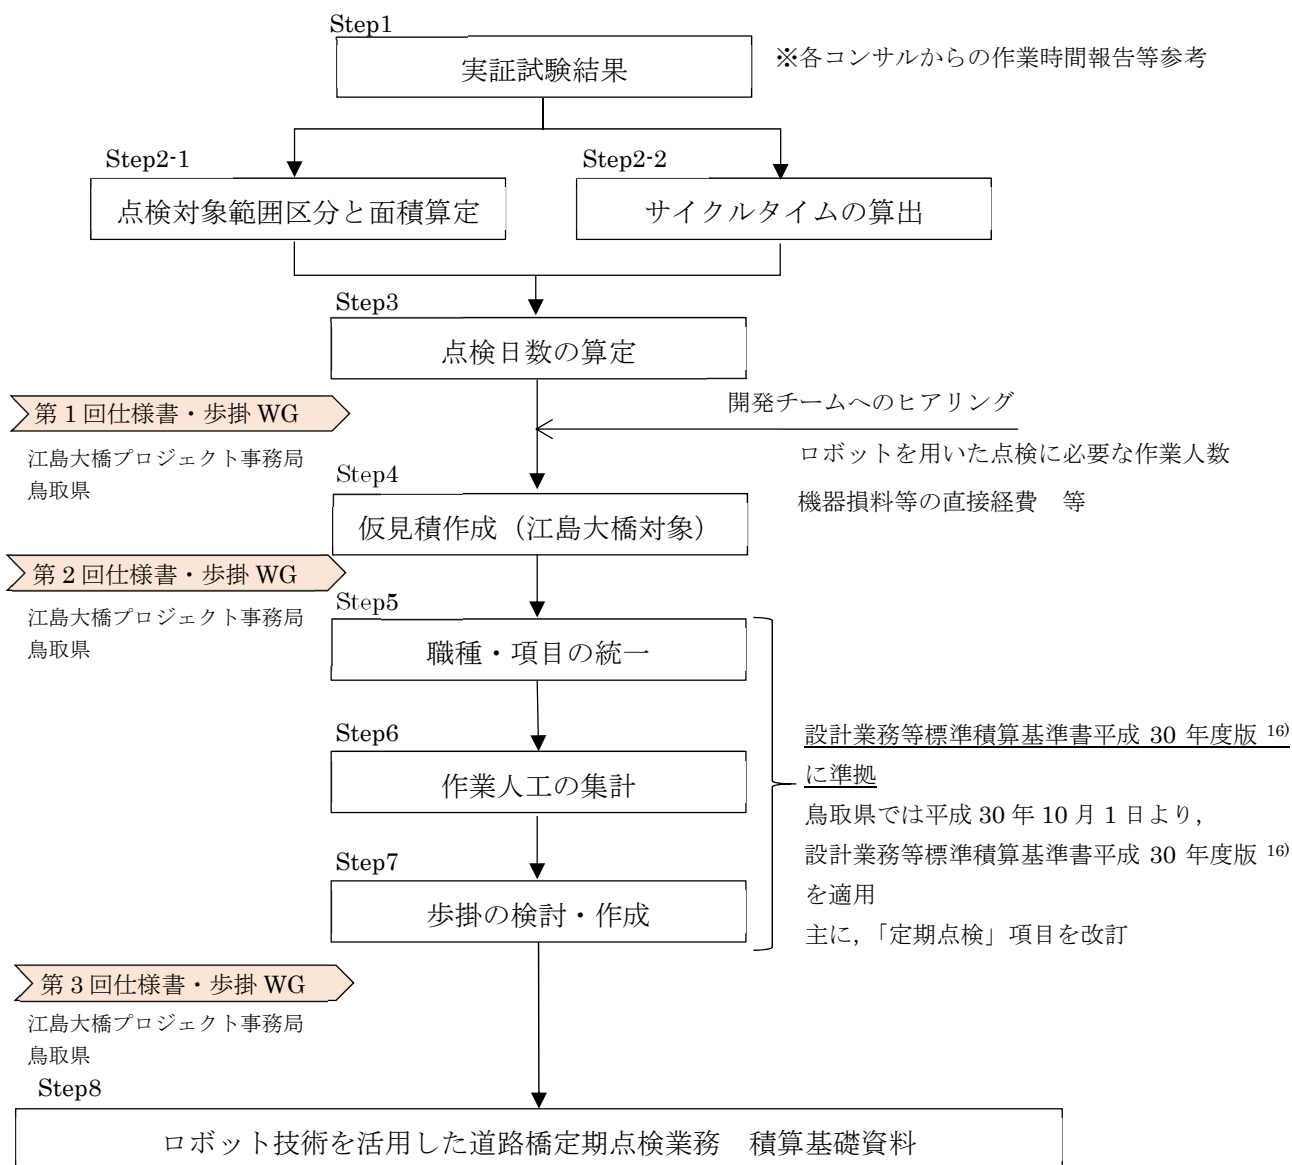 Step1
実証試験結果
※各コンサルからの作業時間報告等参考
Step2-1
点検対象範囲区分と面積算定
Step2-2
サイクルタイムの算出
Step3
点検日数の算定
第1回仕様書・歩掛 WG
江島大橋プロジェクト事務局
鳥取県
開発チームへのヒアリング
ロボットを用いた点検に必要な作業人数
機器損料等の直接経費　等
Step4
仮見積作成（江島大橋対象）
第2回仕様書・歩掛 WG
江島大橋プロジェクト事務局
鳥取県
Step5
職種・項目の統一
Step6
作業人工の集計
Step7
歩掛の検討・作成
設計業務等標準積算基準書平成 30 年度版 16)
に準拠
鳥取県では平成 30 年 10 月 1 日より，
設計業務等標準積算基準書平成 30 年度版 16)
を適用
主に，「定期点検」項目を改訂
第3回仕様書・歩掛 WG
江島大橋プロジェクト事務局
鳥取県
Step8
ロボット技術を活用した道路橋定期点検業務　積算基礎資料